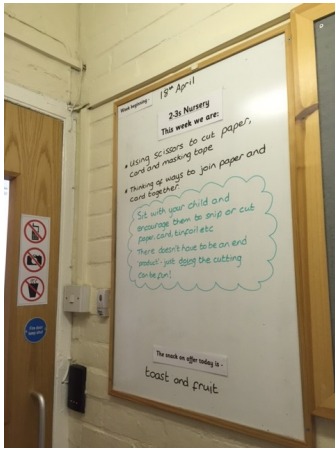 Week beginning -
18th April
2-3s Nursery
This week we are:
* Using scissors to cut paper,
card and masking tape
* Thinking of ways to join paper and
card together.
Sit with your child and
encourage them to snip or cut
paper, card, tinfoil etc
There doesn't have to be an end
'product' - just doing the cutting
can be fun!
The snack on offer today is -
toast and fruit